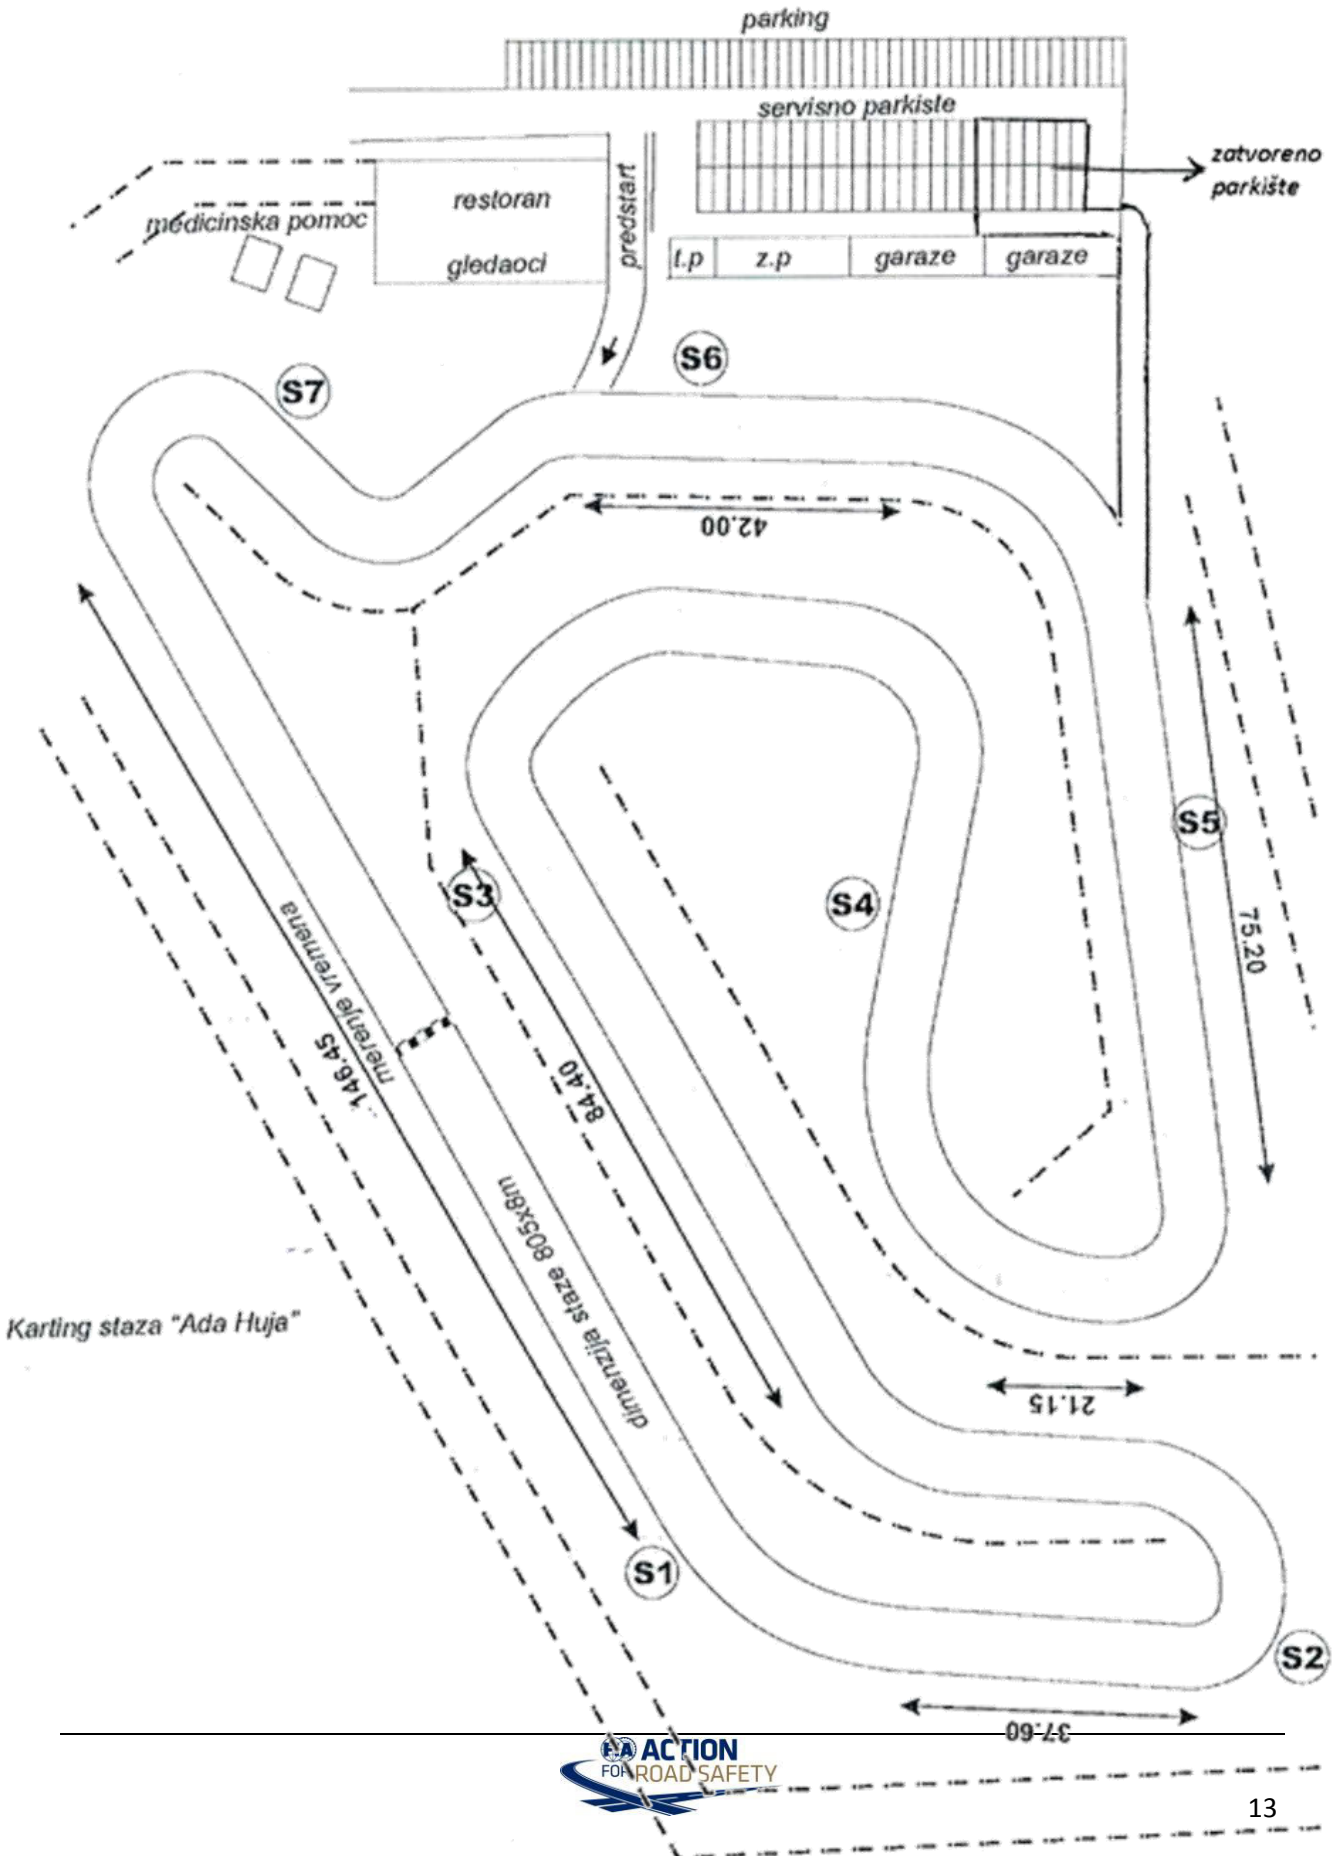 parking
servisno parkiste
zatvoreno
parkište
restoran
predstart
medicinska pomoc
gledaoci
t.p
z.p
garaze
garaze
S6
S7
42.00
S5
S3
S4
75.20
merenje vremena
146.45
84.40
dimenzija staze 805x8m
Karting staza "Ada Huja"
21.15
S1
S2
37.60
FIA ACTION
FOR ROAD SAFETY
13